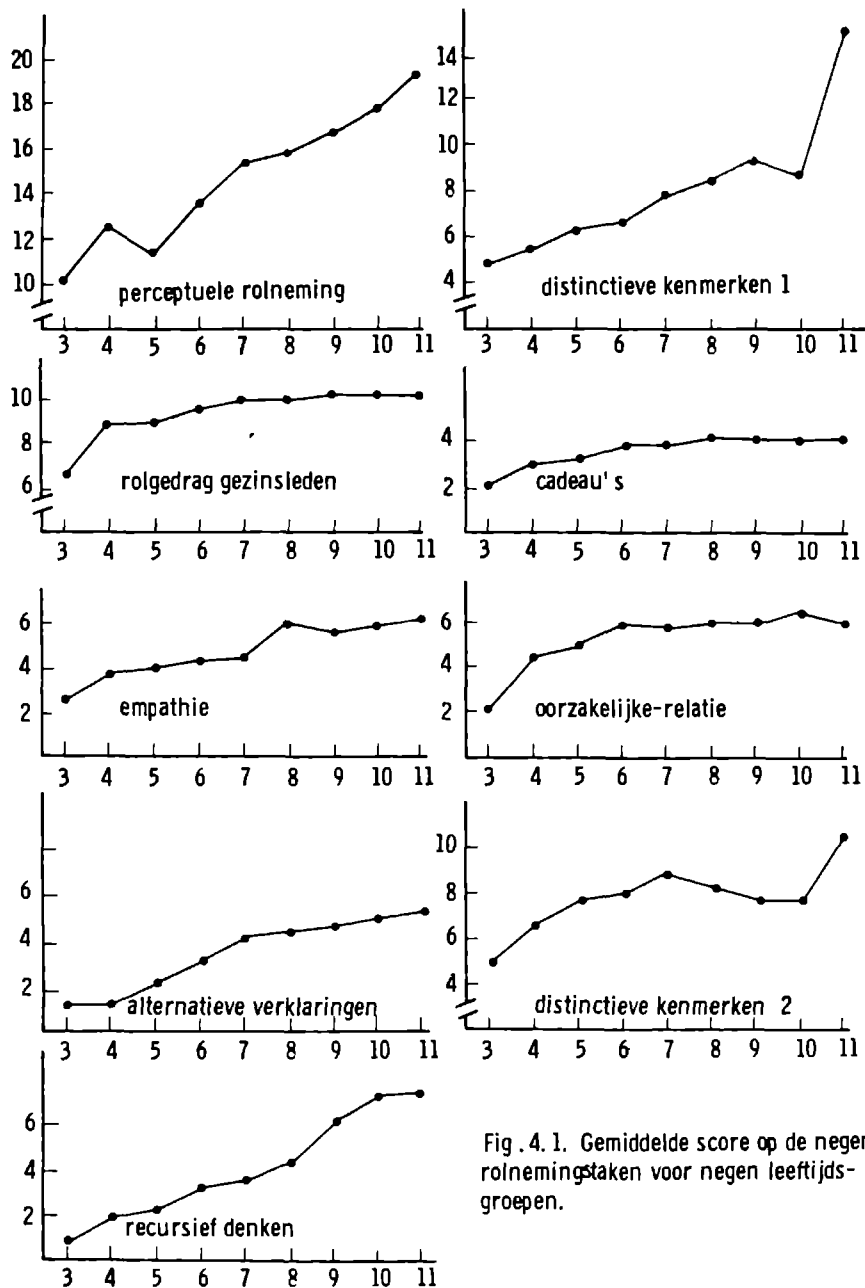 20
18
16
14
12
10
perceptuele rolneming
3 4 5 6 7 8 9 10 11
14
12
10
8
6
4
distinctieve kenmerken 1
3 4 5 6 7 8 9 10 11
10
8
6
rolgedrag gezinsleden
3 4 5 6 7 8 9 10 11
4
2
cadeau's
3 4 5 6 7 8 9 10 11
6
4
2
empathie
3 4 5 6 7 8 9 10 11
6
4
2
oorzakelijke-relatie
3 4 5 6 7 8 9 10 11
6
4
2
alternatieve verklaringen
3 4 5 6 7 8 9 10 11
10
8
6
4
distinctieve kenmerken 2
3 4 5 6 7 8 9 10 11
6
4
2
recursief denken
3 4 5 6 7 8 9 10 11
Fig. 4.1. Gemiddelde score op de negen
rolnemingstaken voor negen leeftijds-
groepen.